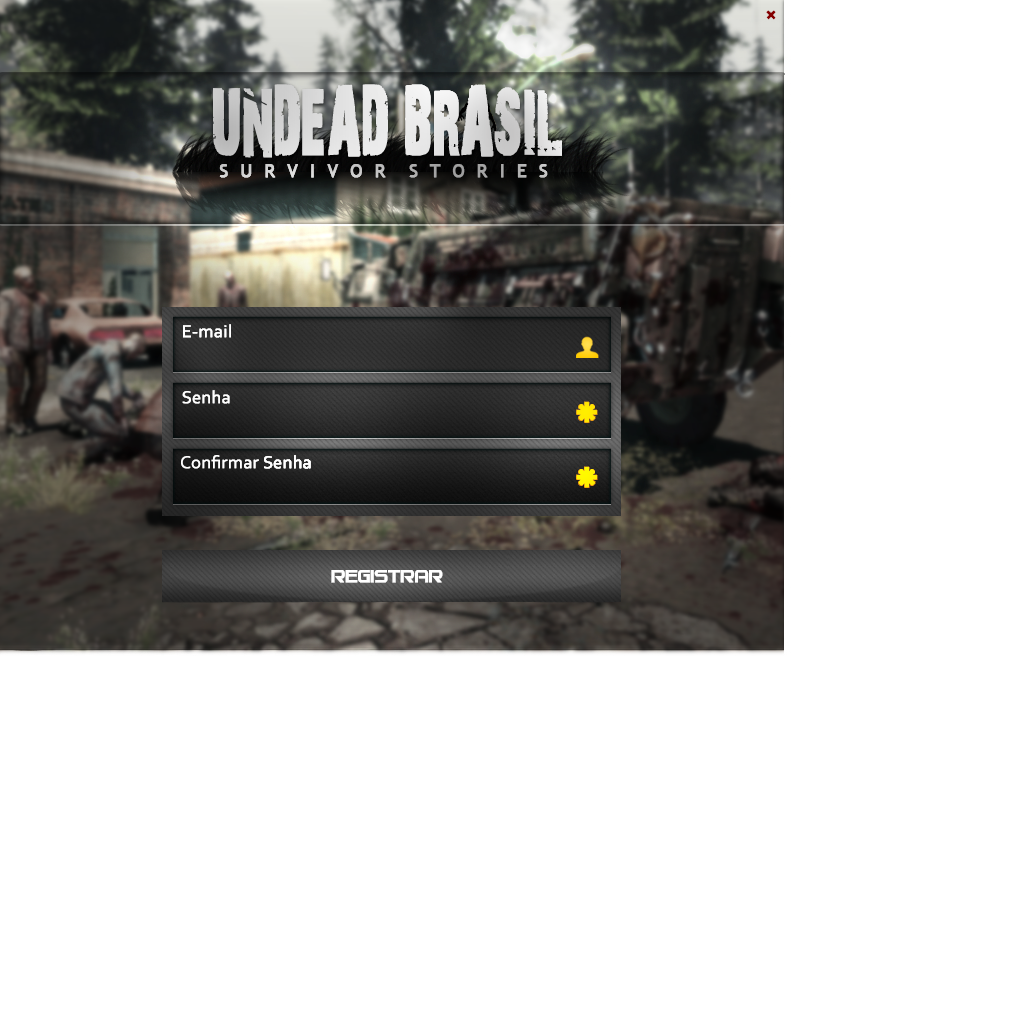 UNDEAD BRASIL
SURVIVOR STORIES
E-mail
Senha
Confirmar Senha
REGISTRAR